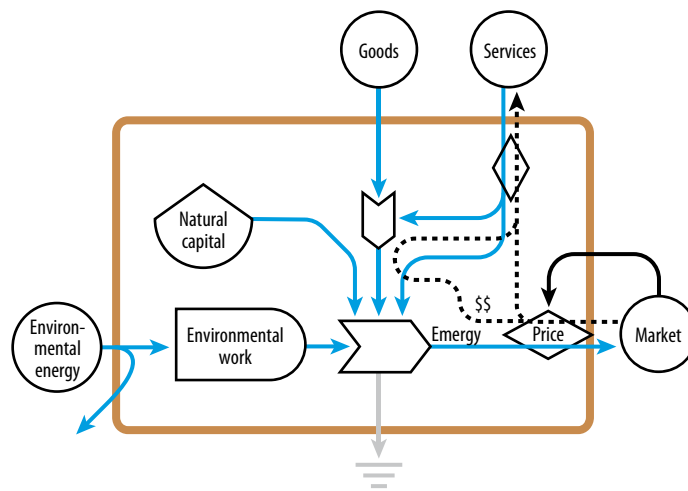 Goods
Services
Natural
capital
$$
Environ-
mental
energy
Environmental
work
Emergy
Price
Market